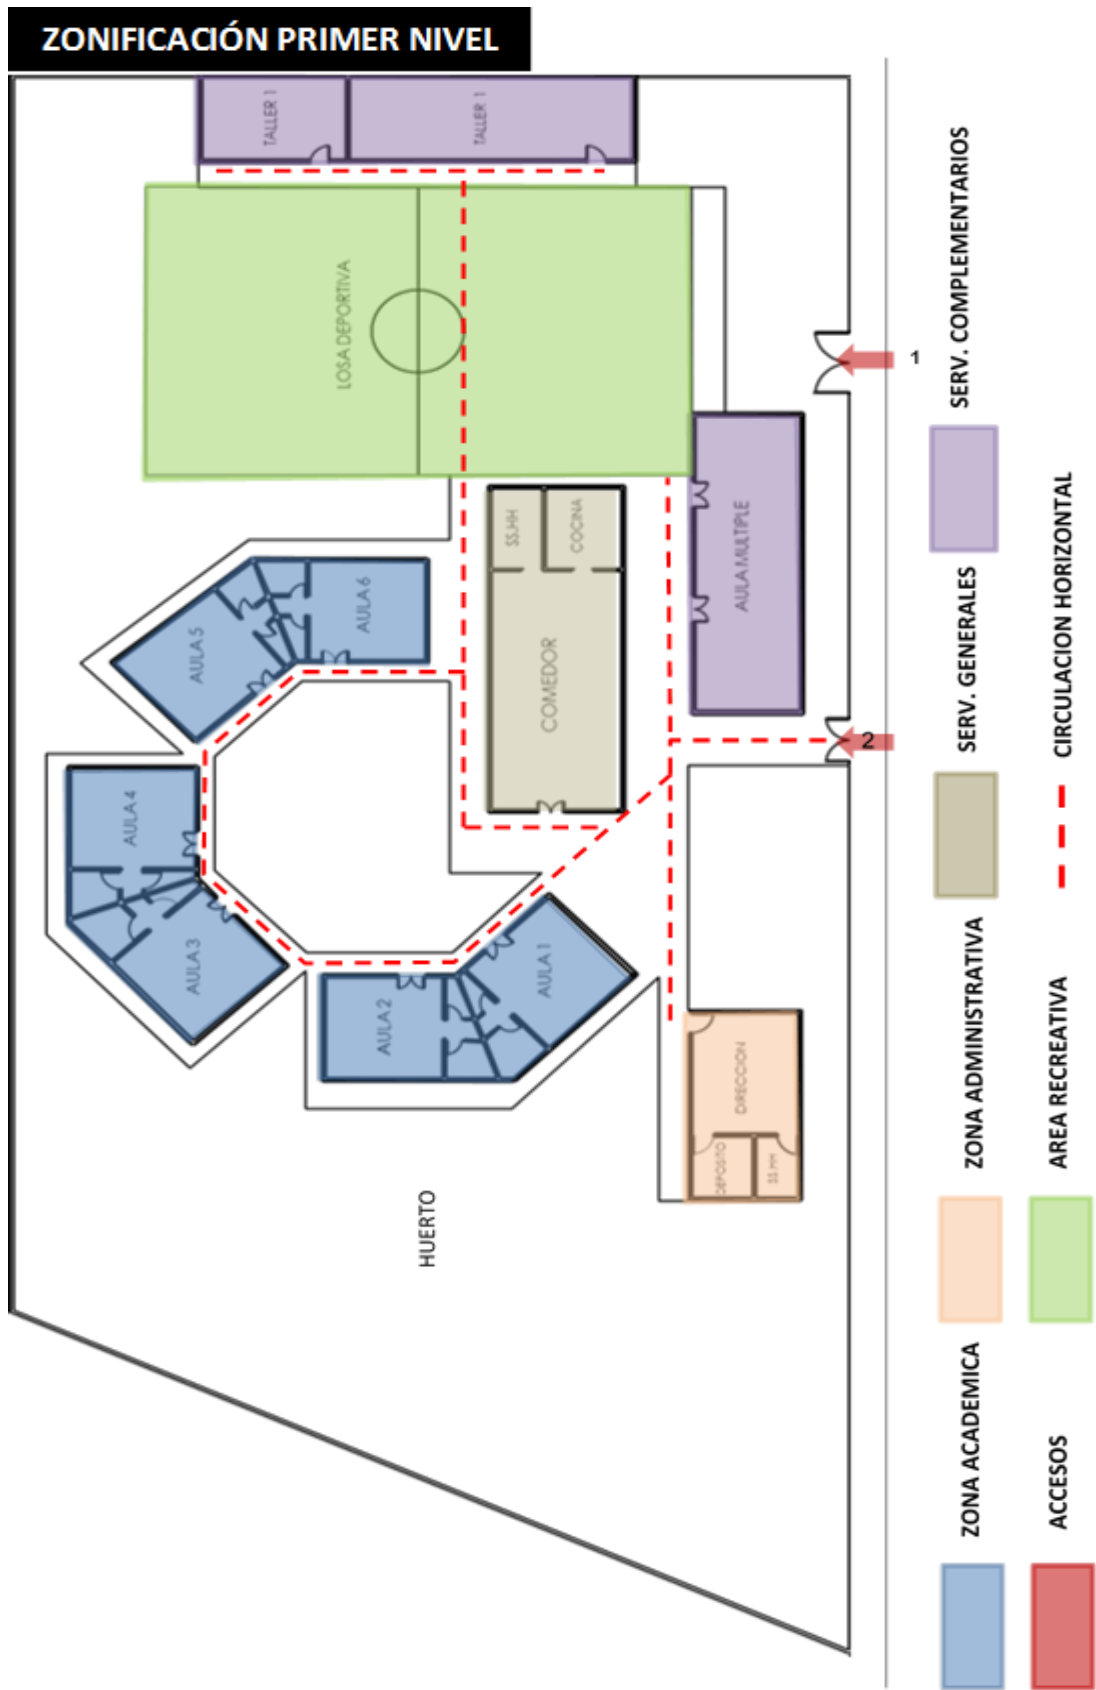 ZONIFICACIÓN PRIMER NIVEL
TALLER 1
TALLER 1
LOSA DEPORTIVA
1
AULA MULTIPLE
SS.HH
COCINA
COMEDOR
AULA 6
AULA 5
2
AULA 4
AULA 3
AULA 2
AULA 1
DIRECCION
DEPOSITO
SS.HH
HUERTO
ZONA ACADEMICA
ZONA ADMINISTRATIVA
SERV. GENERALES
SERV. COMPLEMENTARIOS
ACCESOS
AREA RECREATIVA
CIRCULACION HORIZONTAL